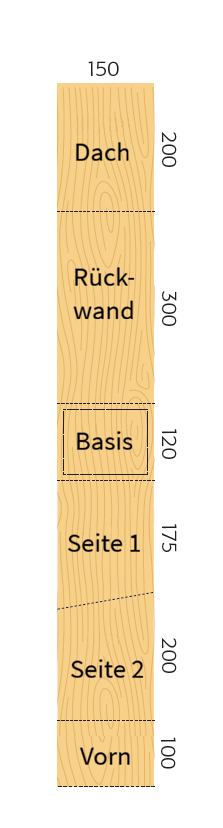 150
Dach
200
Rück-
wand
300
Basis
120
Seite 1
175
Seite 2
200
Vorn
100